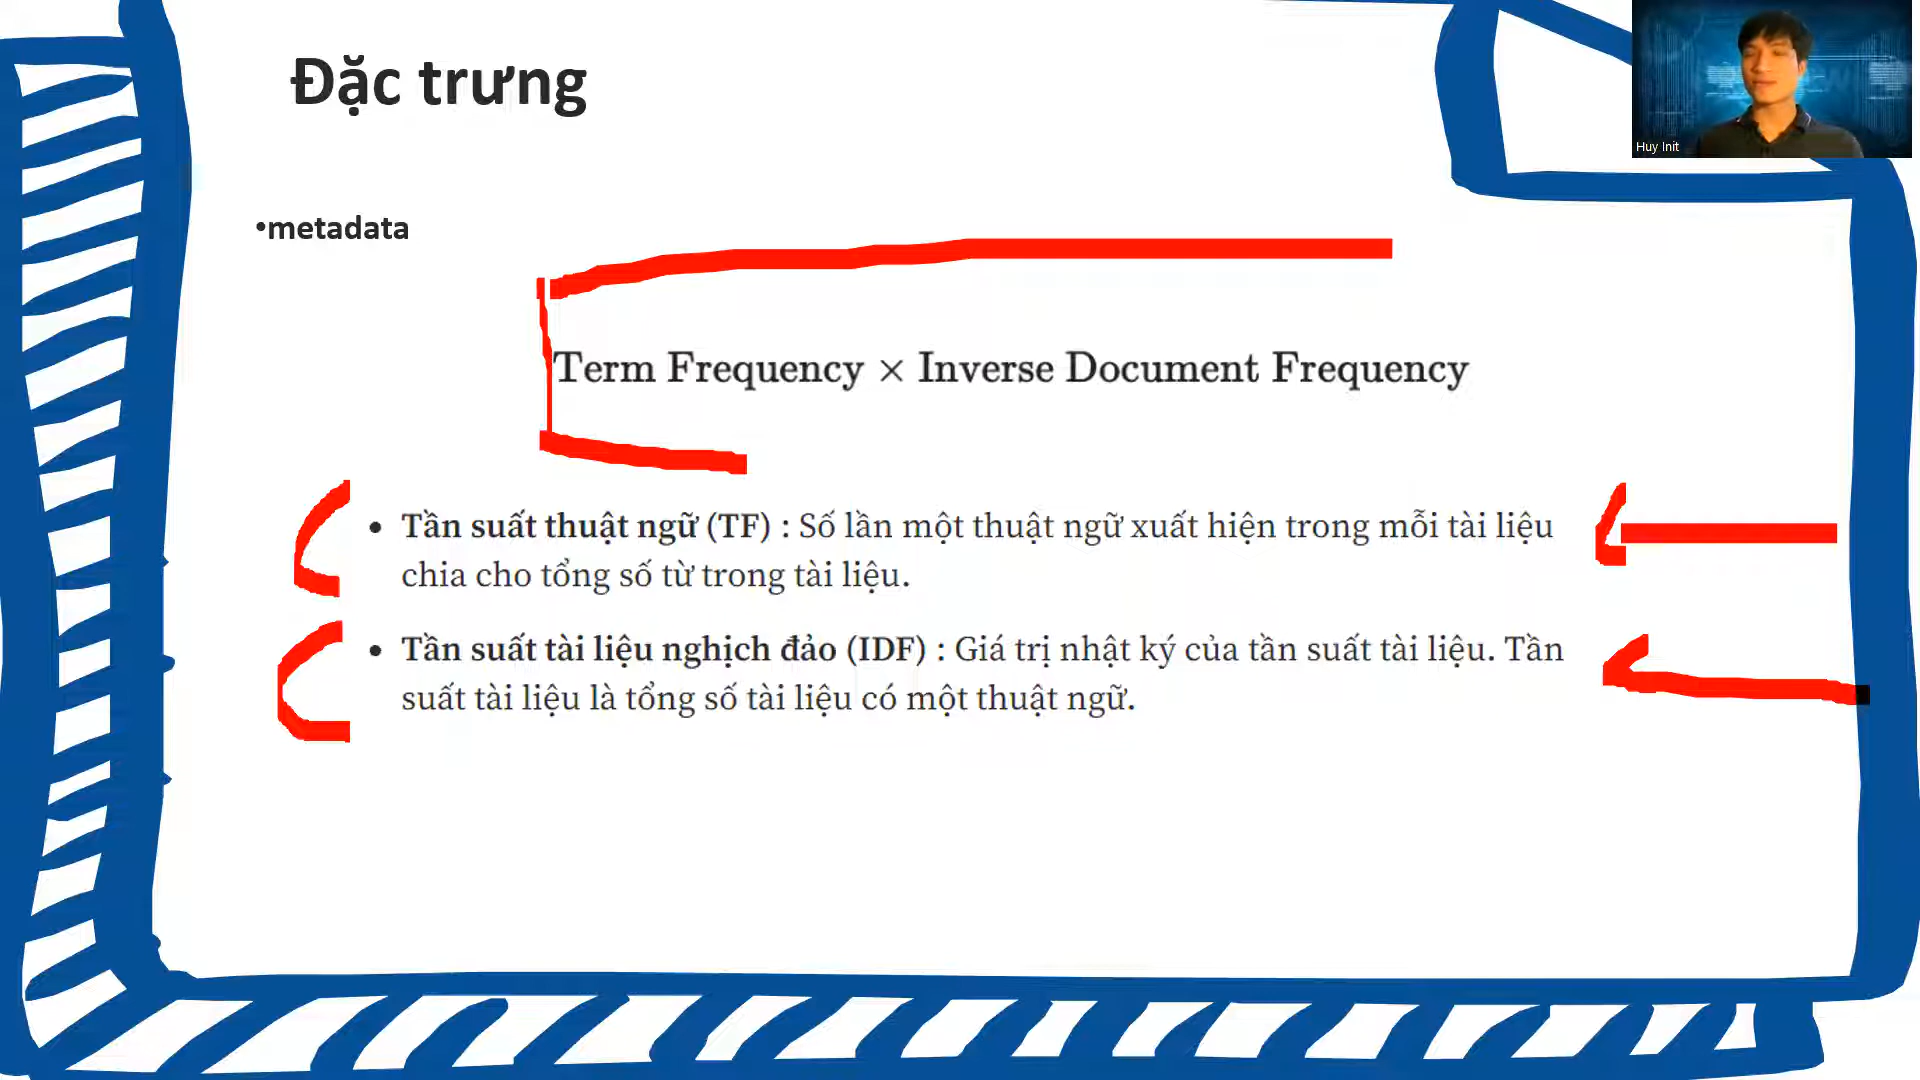 Đặc trưng
Huy Init
•metadata
Term Frequency × Inverse Document Frequency
• Tần suất thuật ngữ (TF) : Số lần một thuật ngữ xuất hiện trong mỗi tài liệu
chia cho tổng số từ trong tài liệu.
• Tần suất tài liệu nghịch đảo (IDF) : Giá trị nhật ký của tần suất tài liệu. Tần
suất tài liệu là tổng số tài liệu có một thuật ngữ.